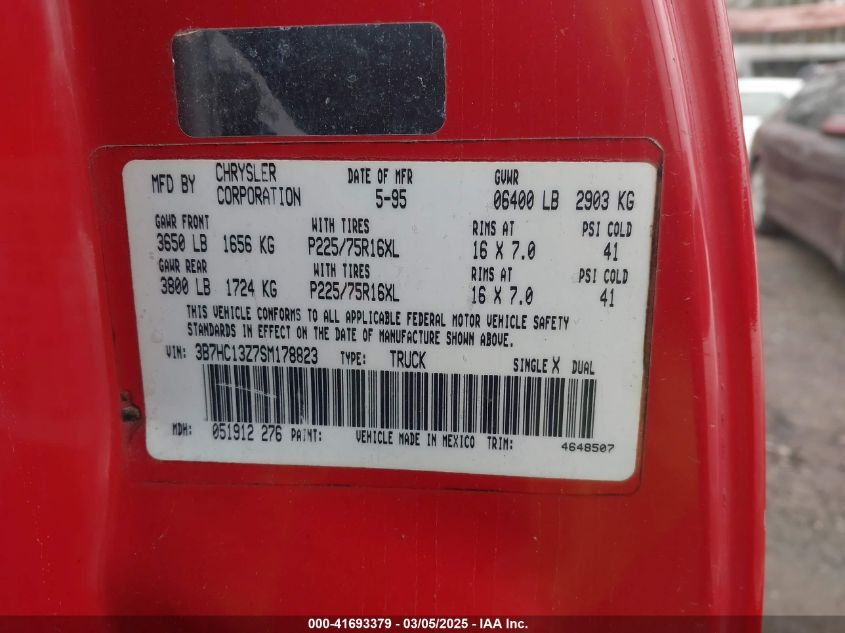 MFD BY CHRYSLER CORPORATION DATE OF MFR 5-95 GVWR 06400 LB 2903 KG
GAWR FRONT WITH TIRES RIMS AT PSI COLD
3650 LB 1656 KG P225/75R16XL 16 X 7.0 41
GAWR REAR WITH TIRES RIMS AT PSI COLD
3800 LB 1724 KG P225/75R16XL 16 X 7.0 41
THIS VEHICLE CONFORMS TO ALL APPLICABLE FEDERAL MOTOR VEHICLE SAFETY
STANDARDS IN EFFECT ON THE DATE OF MANUFACTURE SHOWN ABOVE.
VIN: 3B7HC13Z7SM178823 TYPE: TRUCK SINGLE X DUAL
MDH: 051912 276 PAINT: VEHICLE MADE IN MEXICO TRIM: 4648507
000-41693379 - 03/05/2025 - IAA Inc.